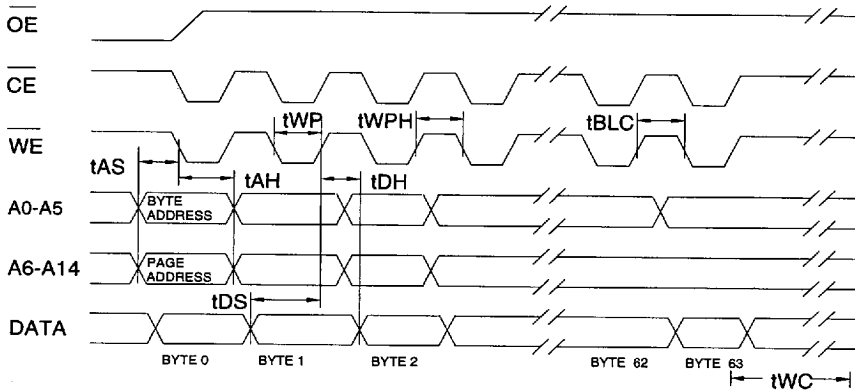 OE
CE
tWP tWPH tBLC
WE
tAS
tAH tDH
A0-A5 BYTE ADDRESS
A6-A14 PAGE ADDRESS
tDS
DATA
BYTE 0 BYTE 1 BYTE 2 BYTE 62 BYTE 63
tWC